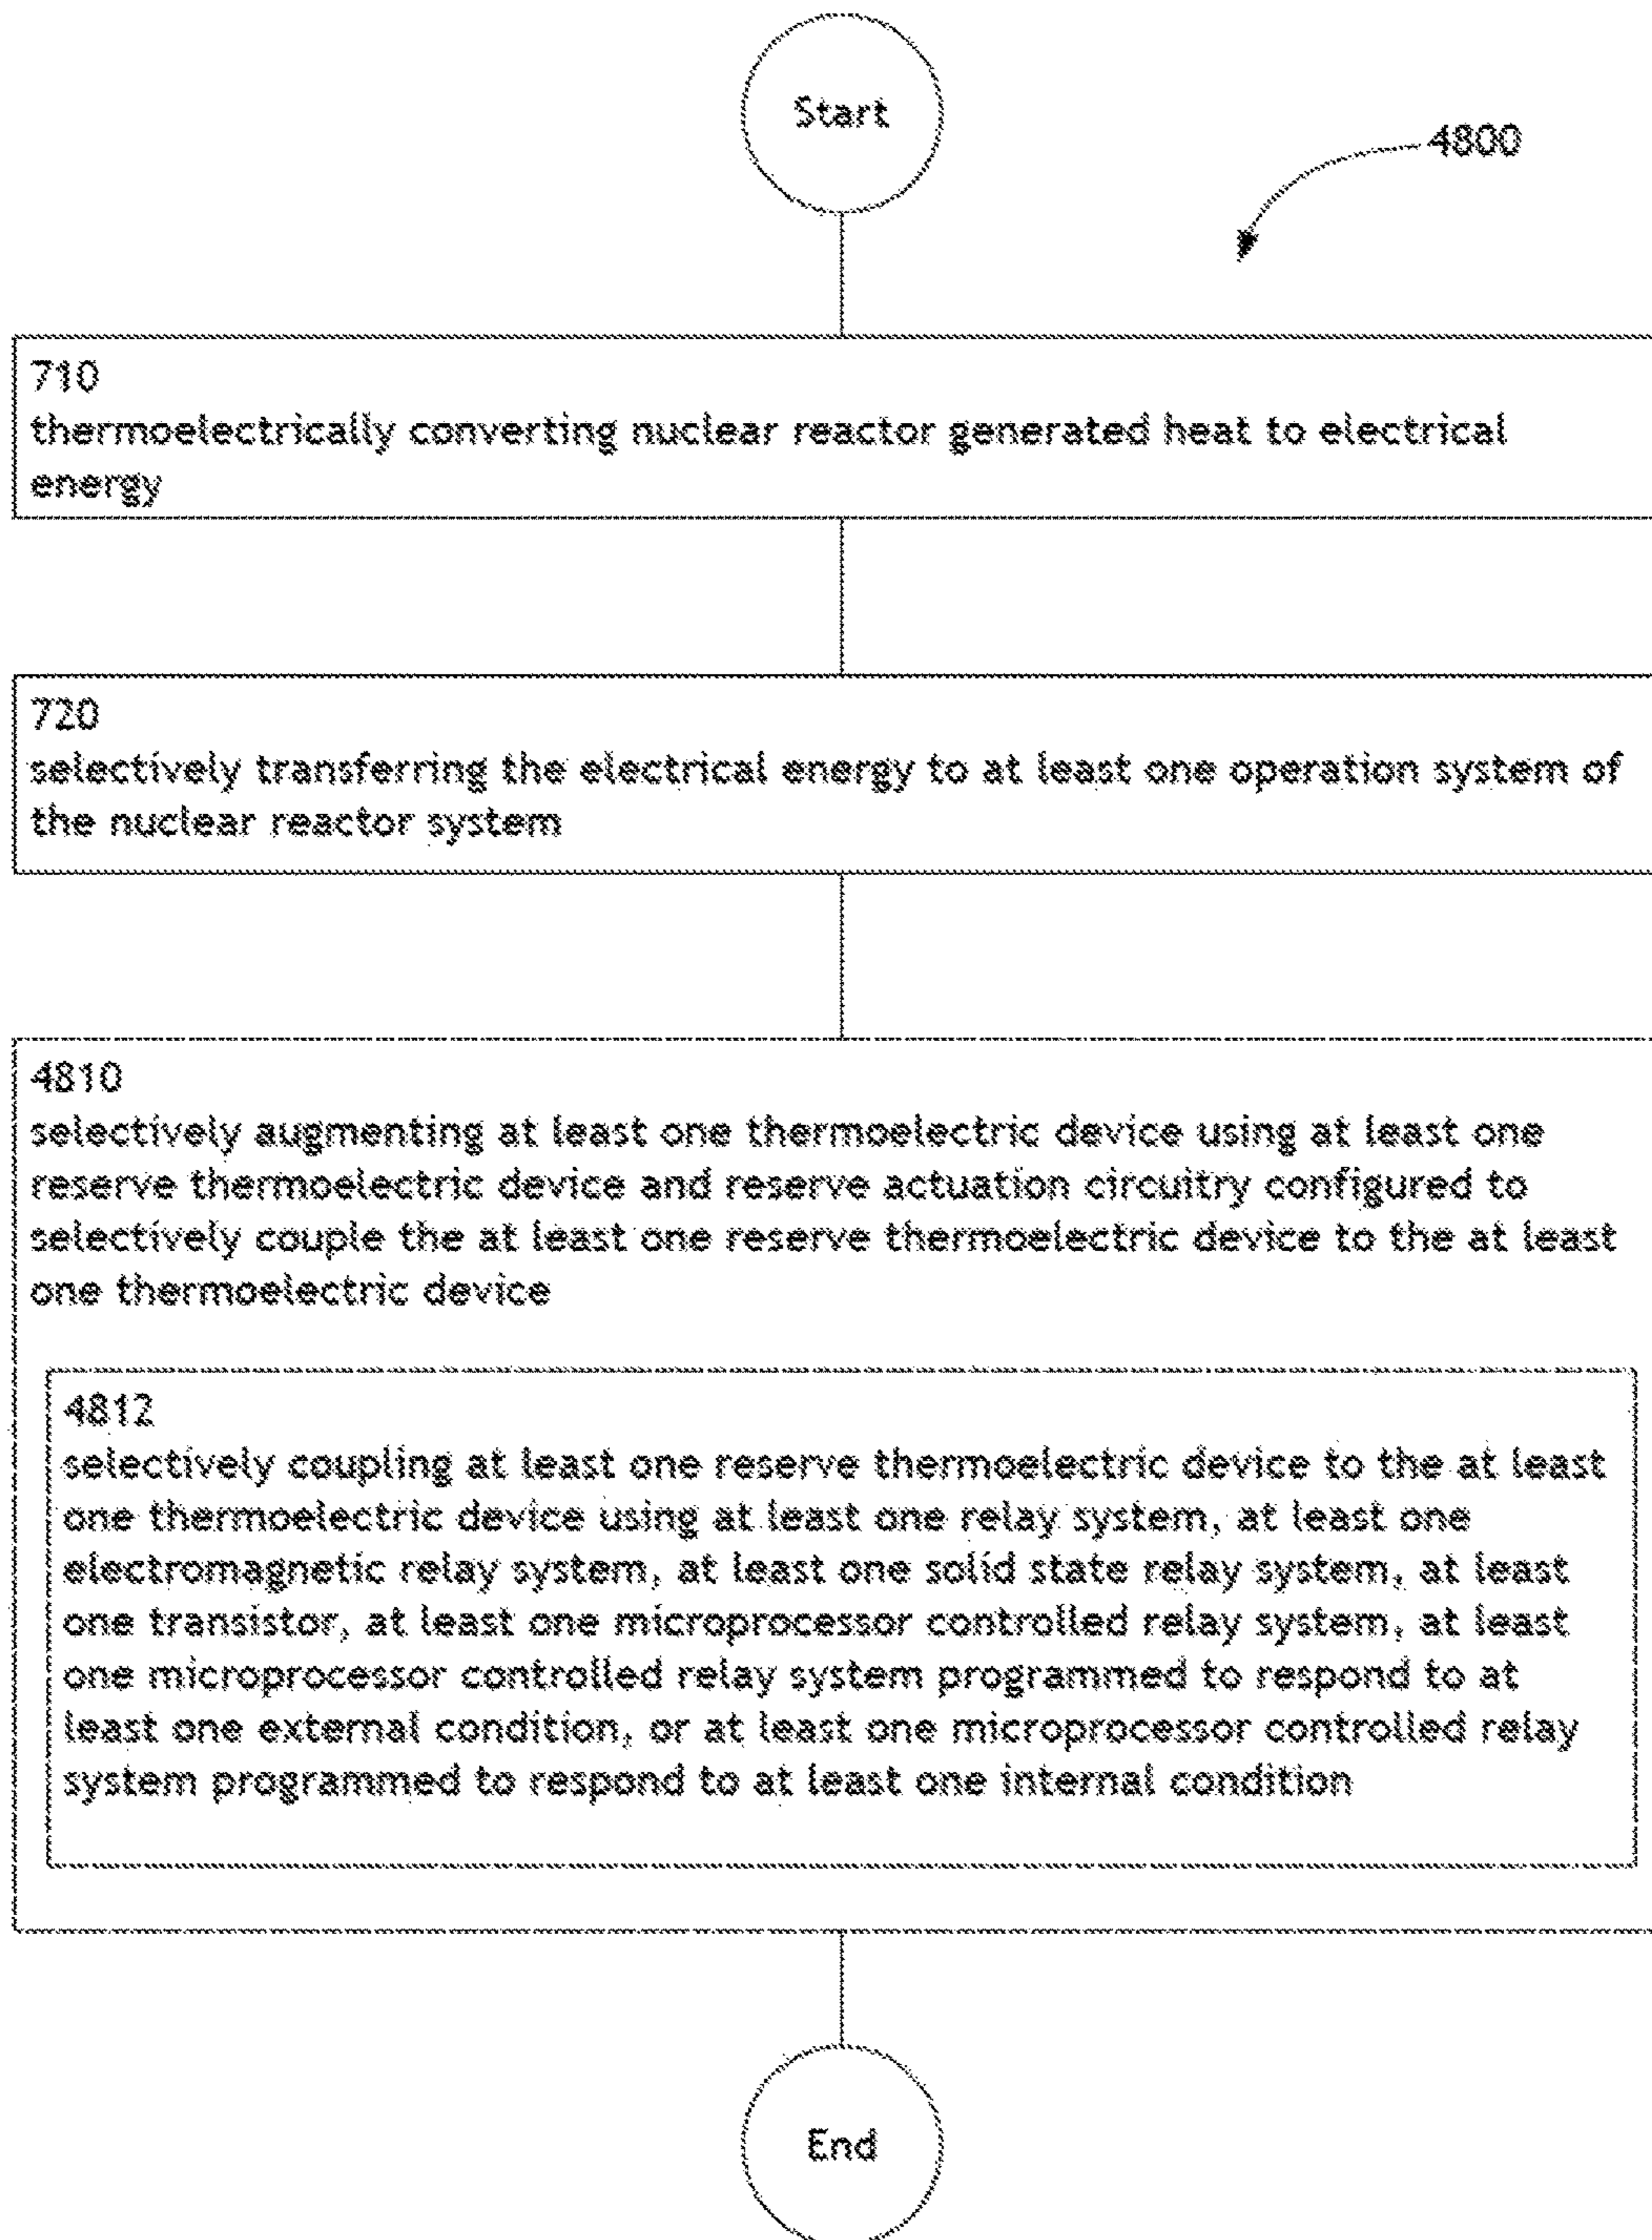 Start
4800
710
thermoelectrically converting nuclear reactor generated heat to electrical
energy
720
selectively transferring the electrical energy to at least one operation system of
the nuclear reactor system
4810
selectively augmenting at least one thermoelectric device using at least one
reserve thermoelectric device and reserve actuation circuitry configured to
selectively couple the at least one reserve thermoelectric device to the at least
one thermoelectric device
4812
selectively coupling at least one reserve thermoelectric device to the at least
one thermoelectric device using at least one relay system, at least one
electromagnetic relay system, at least one solid state relay system, at least
one transistor, at least one microprocessor controlled relay system, at least
one microprocessor controlled relay system programmed to respond to at
least one external condition, or at least one microprocessor controlled relay
system programmed to respond to at least one internal condition
End